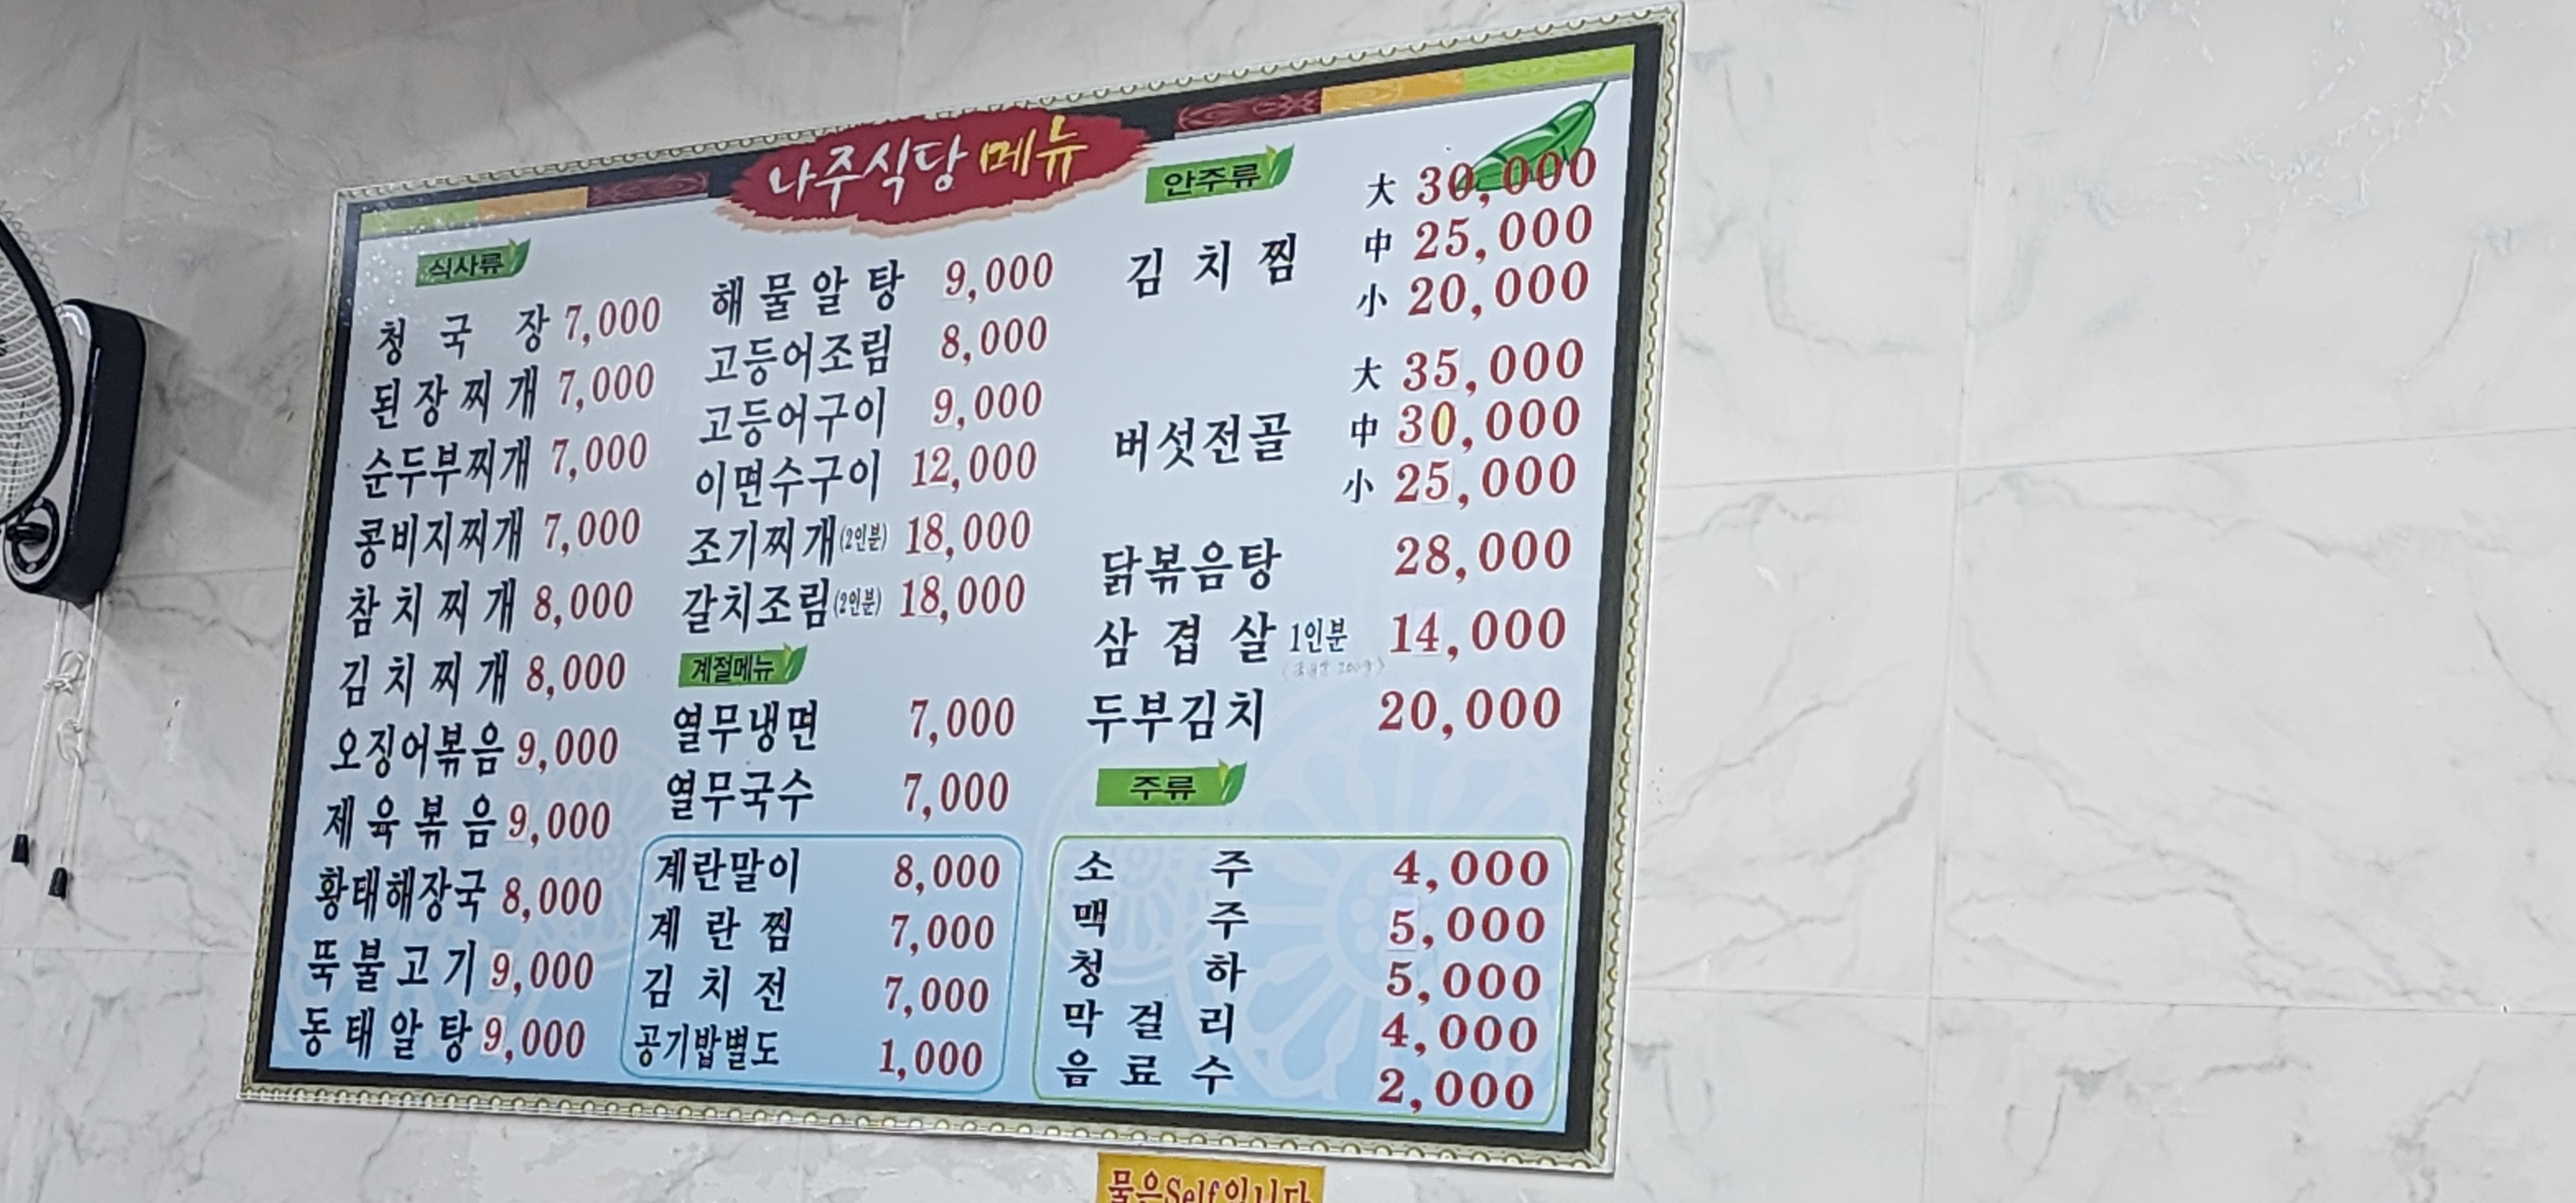 나주식당 메뉴
식사류
청국장 7,000
된장찌개 7,000
순두부찌개 7,000
콩비지찌개 7,000
참치찌개 8,000
김치찌개 8,000
오징어볶음 9,000
제육볶음 9,000
황태해장국 8,000
뚝불고기 9,000
동태알탕 9,000
해물알탕 9,000
고등어조림 8,000
고등어구이 9,000
이면수구이 12,000
조기찌개(2인분) 18,000
갈치조림(2인분) 18,000
계절메뉴
열무냉면 7,000
열무국수 7,000
계란말이 8,000
계란찜 7,000
김치전 7,000
공기밥별도 1,000
안주류
김치찜
大 30,000
中 25,000
小 20,000
버섯전골
大 35,000
中 30,000
小 25,000
닭볶음탕 28,000
삼겹살 1인분 14,000
두부김치 20,000
주류
소주 4,000
맥주 5,000
청하 5,000
막걸리 4,000
음료수 2,000
물은Self입니다